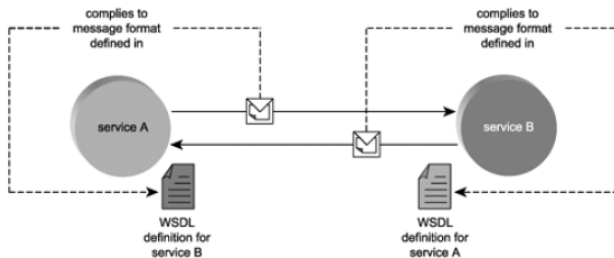 complies to
message format
defined in
complies to
message format
defined in
service A
service B
WSDL
definition for
service B
WSDL
definition for
service A